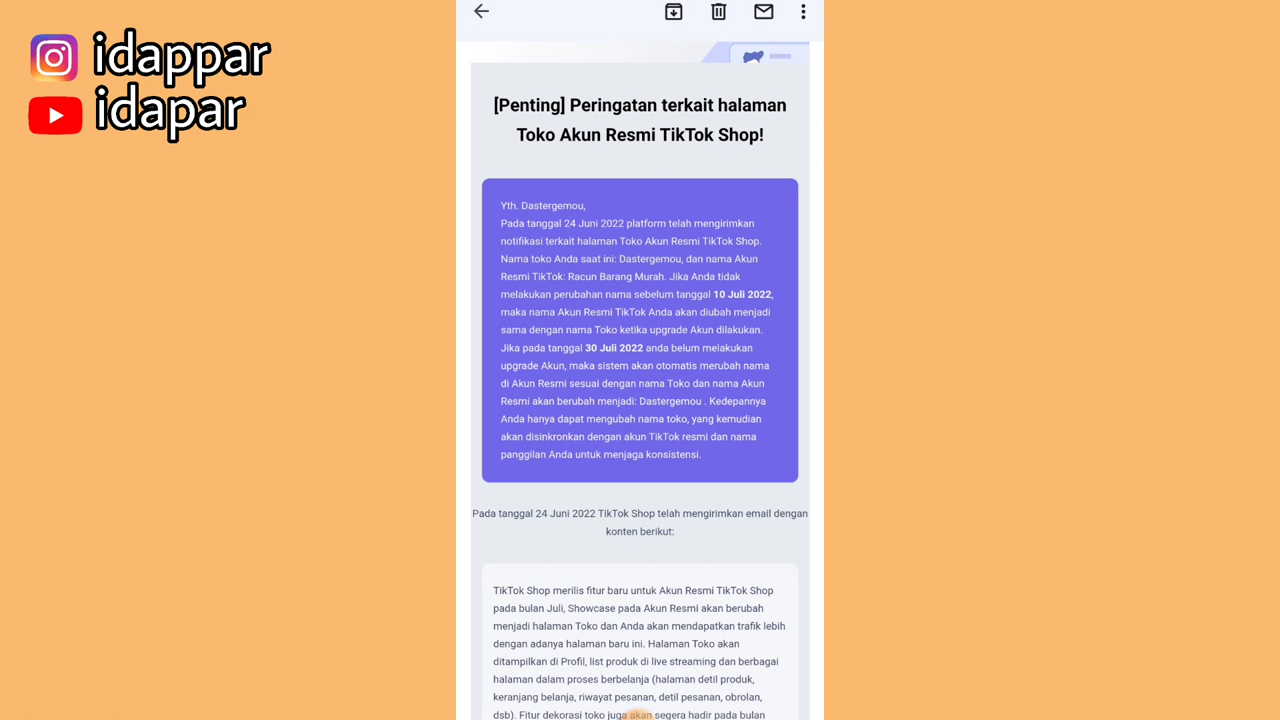 idappar
idapar
[Penting] Peringatan terkait halaman
Toko Akun Resmi TikTok Shop!
Yth. Dastergemou,
Pada tanggal 24 Juni 2022 platform telah mengirimkan
notifikasi terkait halaman Toko Akun Resmi TikTok Shop.
Nama toko Anda saat ini: Dastergemou, dan nama Akun
Resmi TikTok: Racun Barang Murah. Jika Anda tidak
melakukan perubahan nama sebelum tanggal 10 Juli 2022,
maka nama Akun Resmi TikTok Anda akan diubah menjadi
sama dengan nama Toko ketika upgrade Akun dilakukan.
Jika pada tanggal 30 Juli 2022 anda belum melakukan
upgrade Akun, maka sistem akan otomatis merubah nama
di Akun Resmi sesuai dengan nama Toko dan nama Akun
Resmi akan berubah menjadi: Dastergemou . Kedepannya
Anda hanya dapat mengubah nama toko, yang kemudian
akan disinkronkan dengan akun TikTok resmi dan nama
panggilan Anda untuk menjaga konsistensi.
Pada tanggal 24 Juni 2022 TikTok Shop telah mengirimkan email dengan
konten berikut:
TikTok Shop merilis fitur baru untuk Akun Resmi TikTok Shop
pada bulan Juli, Showcase pada Akun Resmi akan berubah
menjadi halaman Toko dan Anda akan mendapatkan trafik lebih
dengan adanya halaman baru ini. Halaman Toko akan
ditampilkan di Profil, list produk di live streaming dan berbagai
halaman dalam proses berbelanja (halaman detil produk,
keranjang belanja, riwayat pesanan, detil pesanan, obrolan,
dsb). Fitur dekorasi toko juga akan segera hadir pada bulan